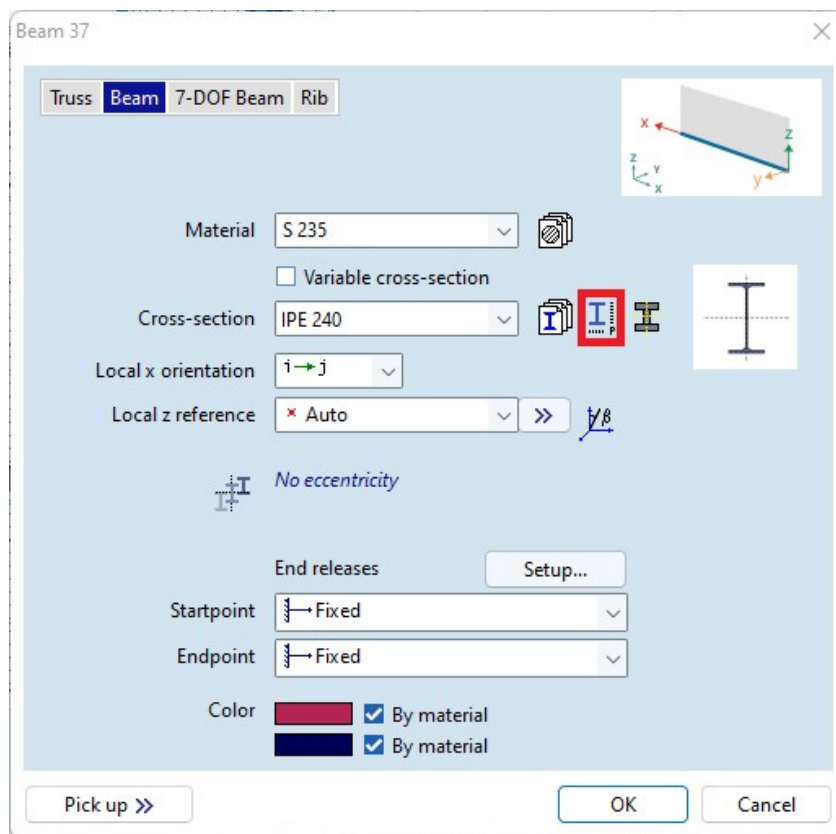 Beam 37
Truss Beam 7-DOF Beam Rib
x z y
z Y X
Material S 235
Variable cross-section
Cross-section IPE 240
P
Local x orientation i→j
Local z reference Auto
β
No eccentricity
End releases Setup...
Startpoint Fixed
Endpoint Fixed
Color By material
By material
Pick up >> OK Cancel